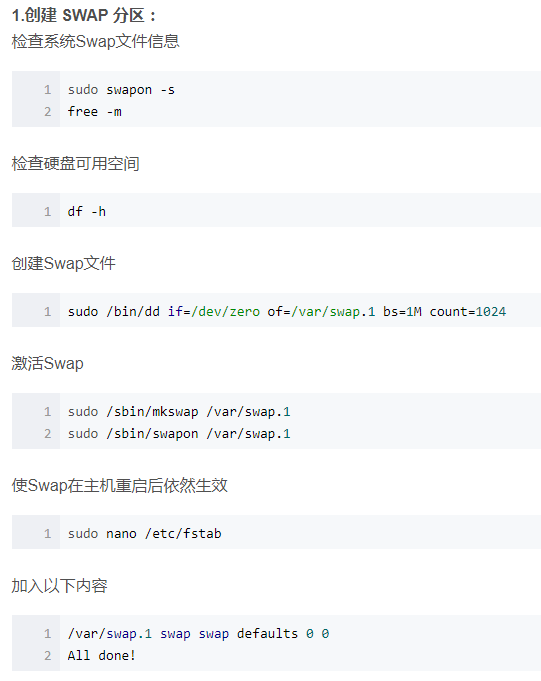 1.创建 SWAP 分区：
检查系统Swap文件信息
1 sudo swapon -s
2 free -m
检查硬盘可用空间
1 df -h
创建Swap文件
1 sudo /bin/dd if=/dev/zero of=/var/swap.1 bs=1M count=1024
激活Swap
1 sudo /sbin/mkswap /var/swap.1
2 sudo /sbin/swapon /var/swap.1
使Swap在主机重启后依然生效
1 sudo nano /etc/fstab
加入以下内容
1 /var/swap.1 swap swap defaults 0 0
2 All done!